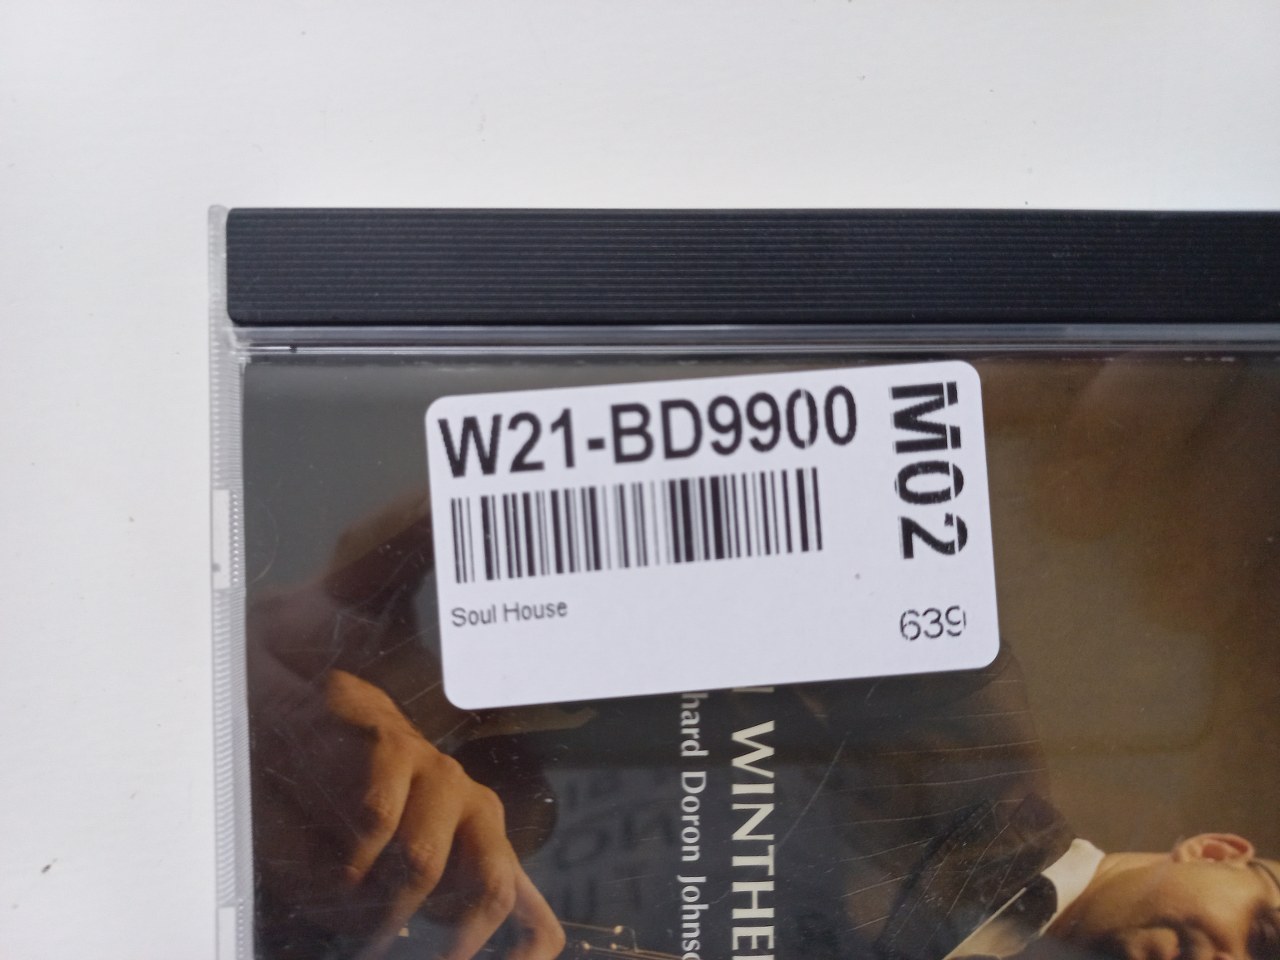 W21-BD9900
M02
Soul House
639
WINTHE
hard Doron Johns